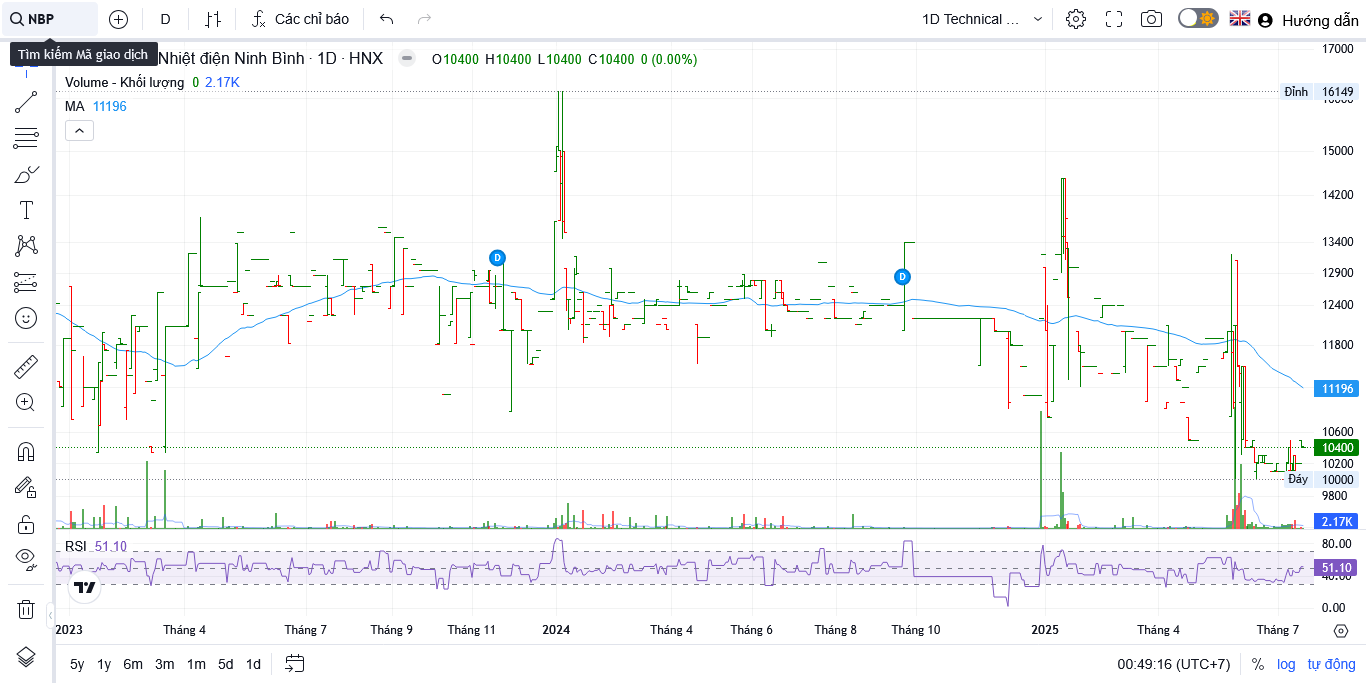 NBP
D
Các chỉ báo
1D Technical ...
Hướng dẫn
Tìm kiếm Mã giao dịch
Nhiệt điện Ninh Bình · 1D · HNX
O10400 H10400 L10400 C10400 0 (0.00%)
Volume - Khối lượng 0 2.17K
MA 11196
17000
Đỉnh 16149
15000
14200
13400
D
D
12900
12400
11800
11196
10600
10400
10200
Đáy 10000
9800
2.17K
RSI 51.10
80.00
51.10
40.00
0.00
2023 Tháng 4 Tháng 7 Tháng 9 Tháng 11 2024 Tháng 4 Tháng 6 Tháng 8 Tháng 10 2025 Tháng 4 Tháng 7
5y 1y 6m 3m 1m 5d 1d
00:49:16 (UTC+7) % log tự động